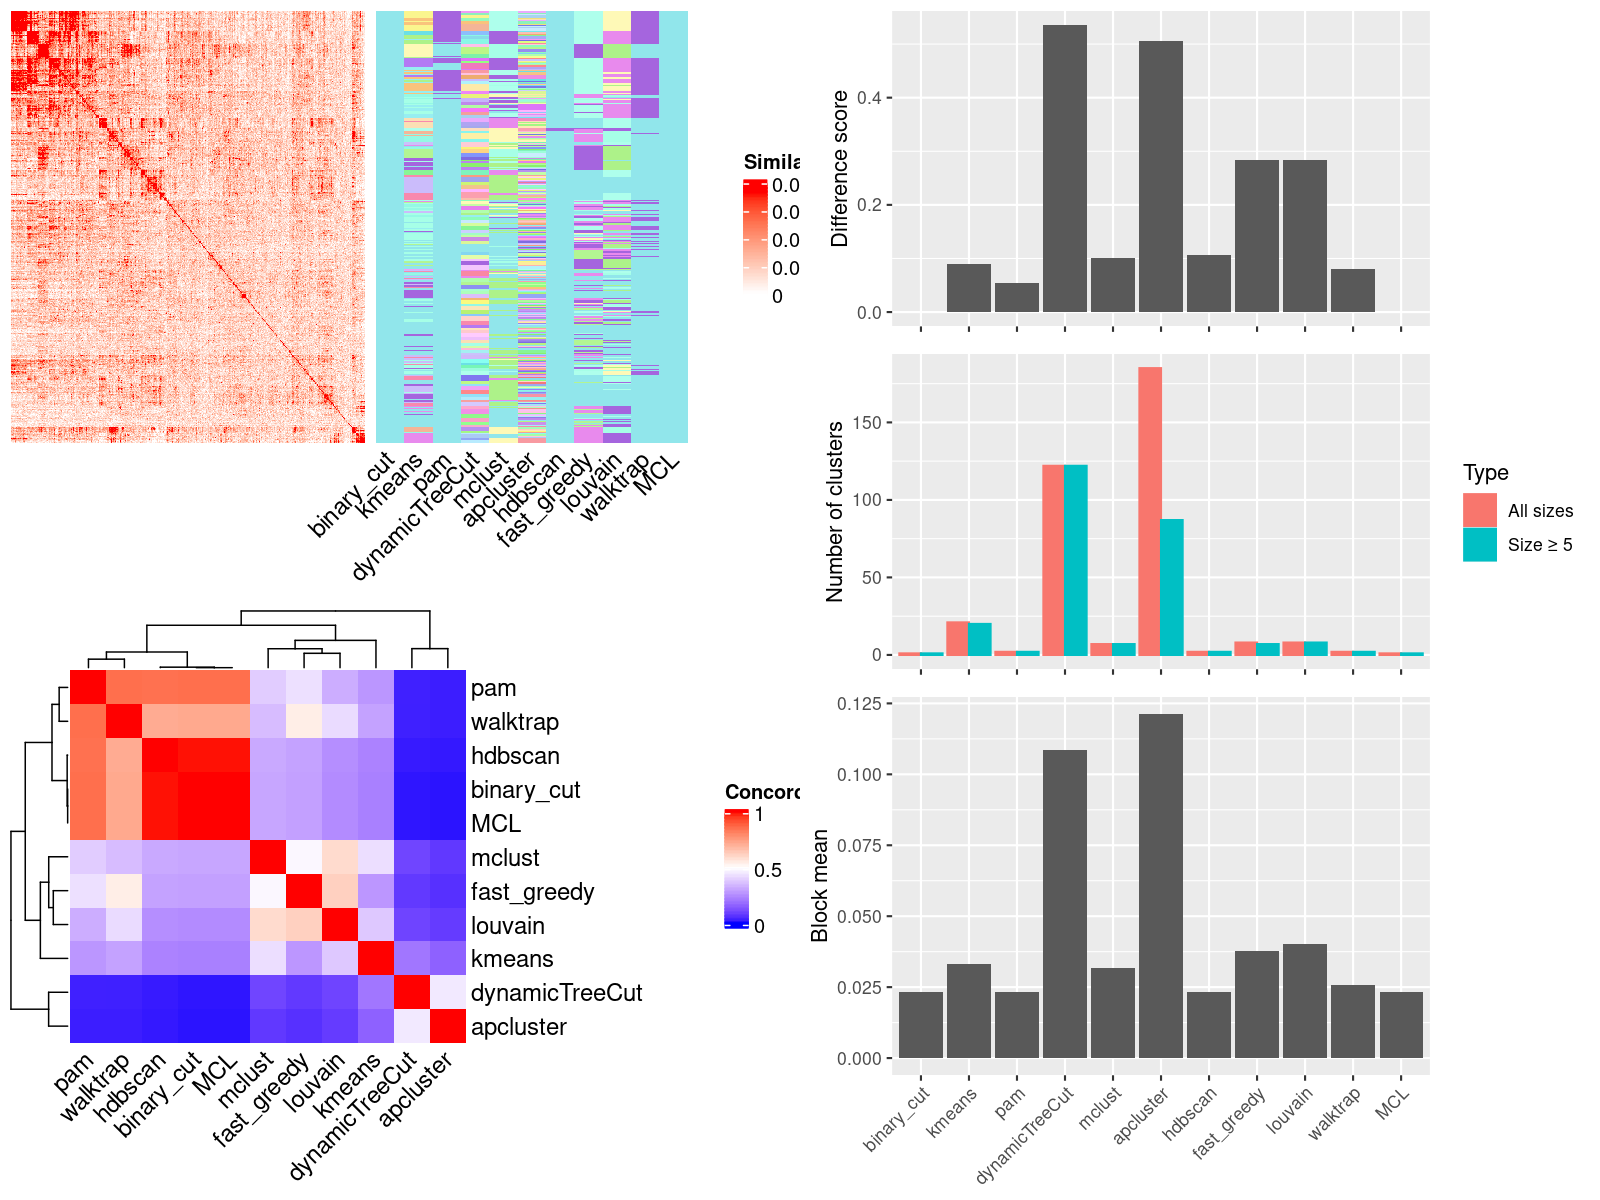 Simila
0.0
0.0
0.0
0.0
0
binary_cut
kmeans
pam
dynamicTreeCut
mclust
apcluster
hdbscan
fast_greedy
louvain
walktrap
MCL
pam
walktrap
hdbscan
binary_cut
MCL
mclust
fast_greedy
louvain
kmeans
dynamicTreeCut
apcluster
pam
walktrap
hdbscan
binary_cut
MCL
mclust
fast_greedy
louvain
kmeans
dynamicTreeCut
apcluster
Concord
1
0.5
0
Difference score
0.4
0.2
0.0
Number of clusters
150
100
50
0
Type
All sizes
Size ≥ 5
Block mean
0.125
0.100
0.075
0.050
0.025
0.000
binary_cut
kmeans
pam
dynamicTreeCut
mclust
apcluster
hdbscan
fast_greedy
louvain
walktrap
MCL